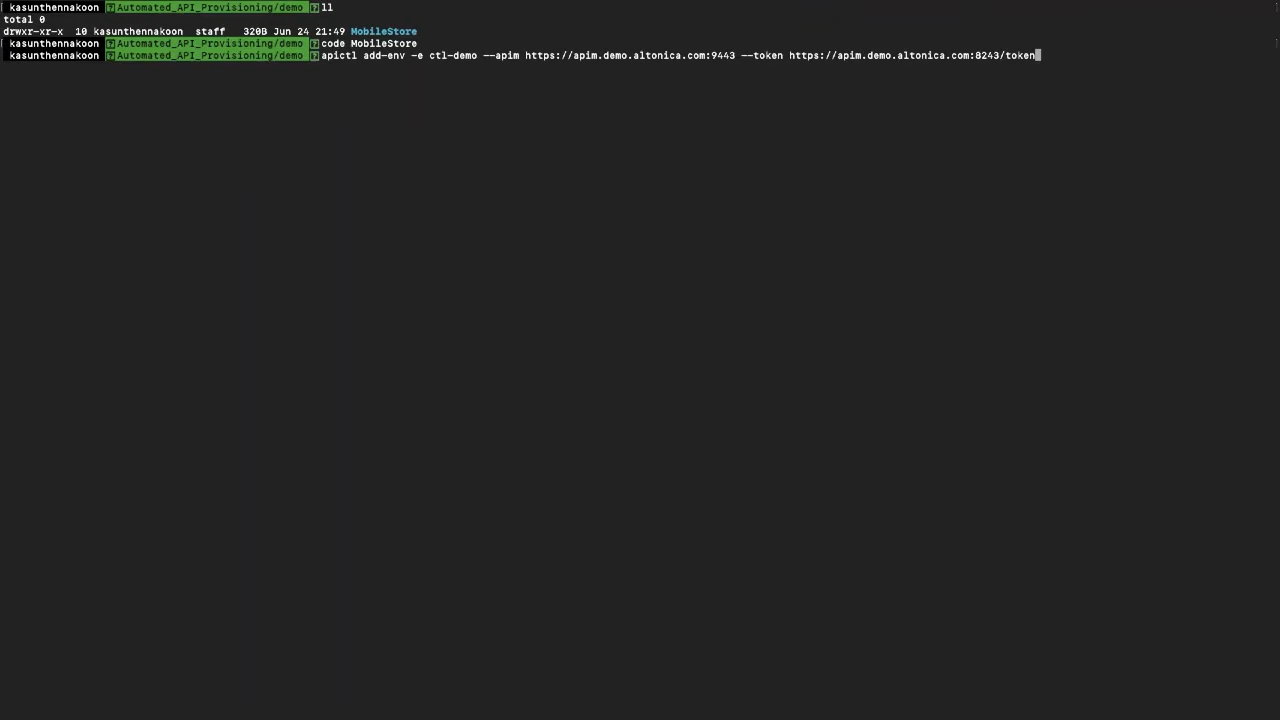 kasunthennakoon Automated_API_Provisioning/demo ll
total 0
drwxr-xr-x 10 kasunthennakoon staff 320B Jun 24 21:49 MobileStore
kasunthennakoon Automated_API_Provisioning/demo code MobileStore
kasunthennakoon Automated_API_Provisioning/demo apictl add-env -e ctl-demo --apim https://apim.demo.altonica.com:9443 --token https://apim.demo.altonica.com:8243/token